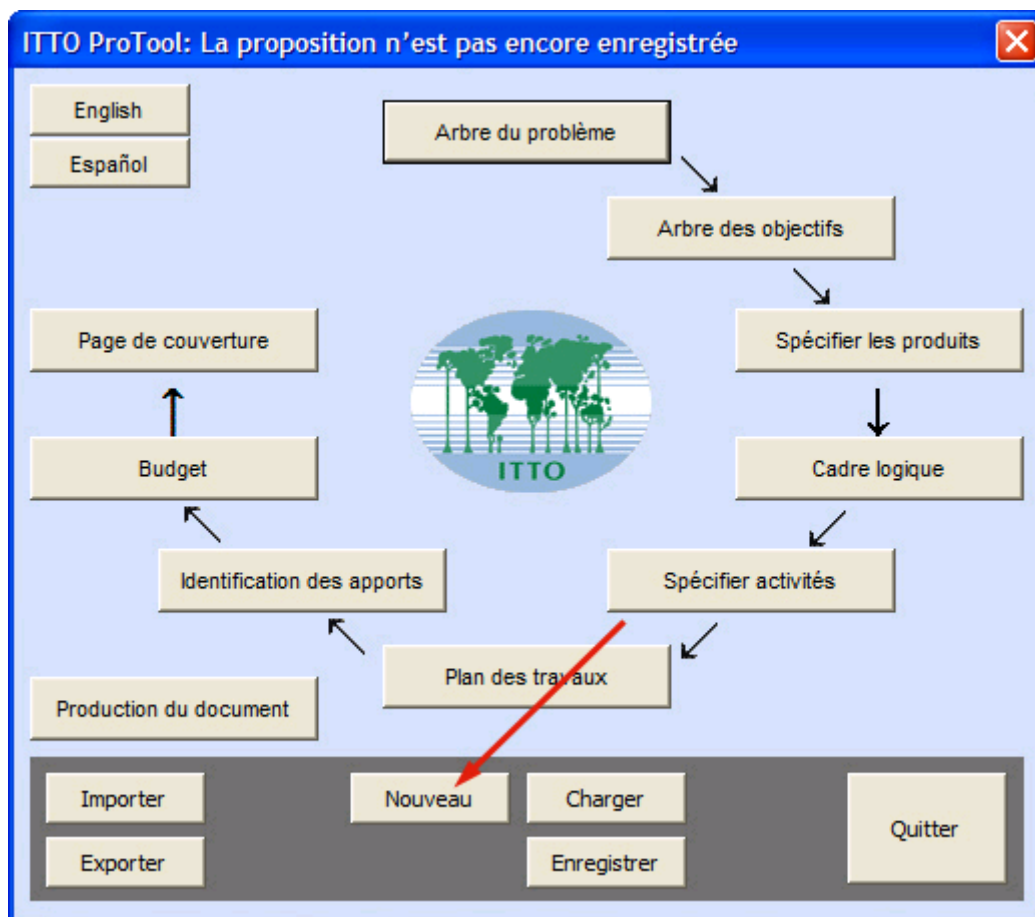 ITTO ProTool: La proposition n'est pas encore enregistrée
English
Español
Arbre du problème
Arbre des objectifs
Page de couverture
Spécifier les produits
ITTO
Budget
Cadre logique
Identification des apports
Spécifier activités
Plan des travaux
Production du document
Importer
Nouveau
Charger
Quitter
Exporter
Enregistrer